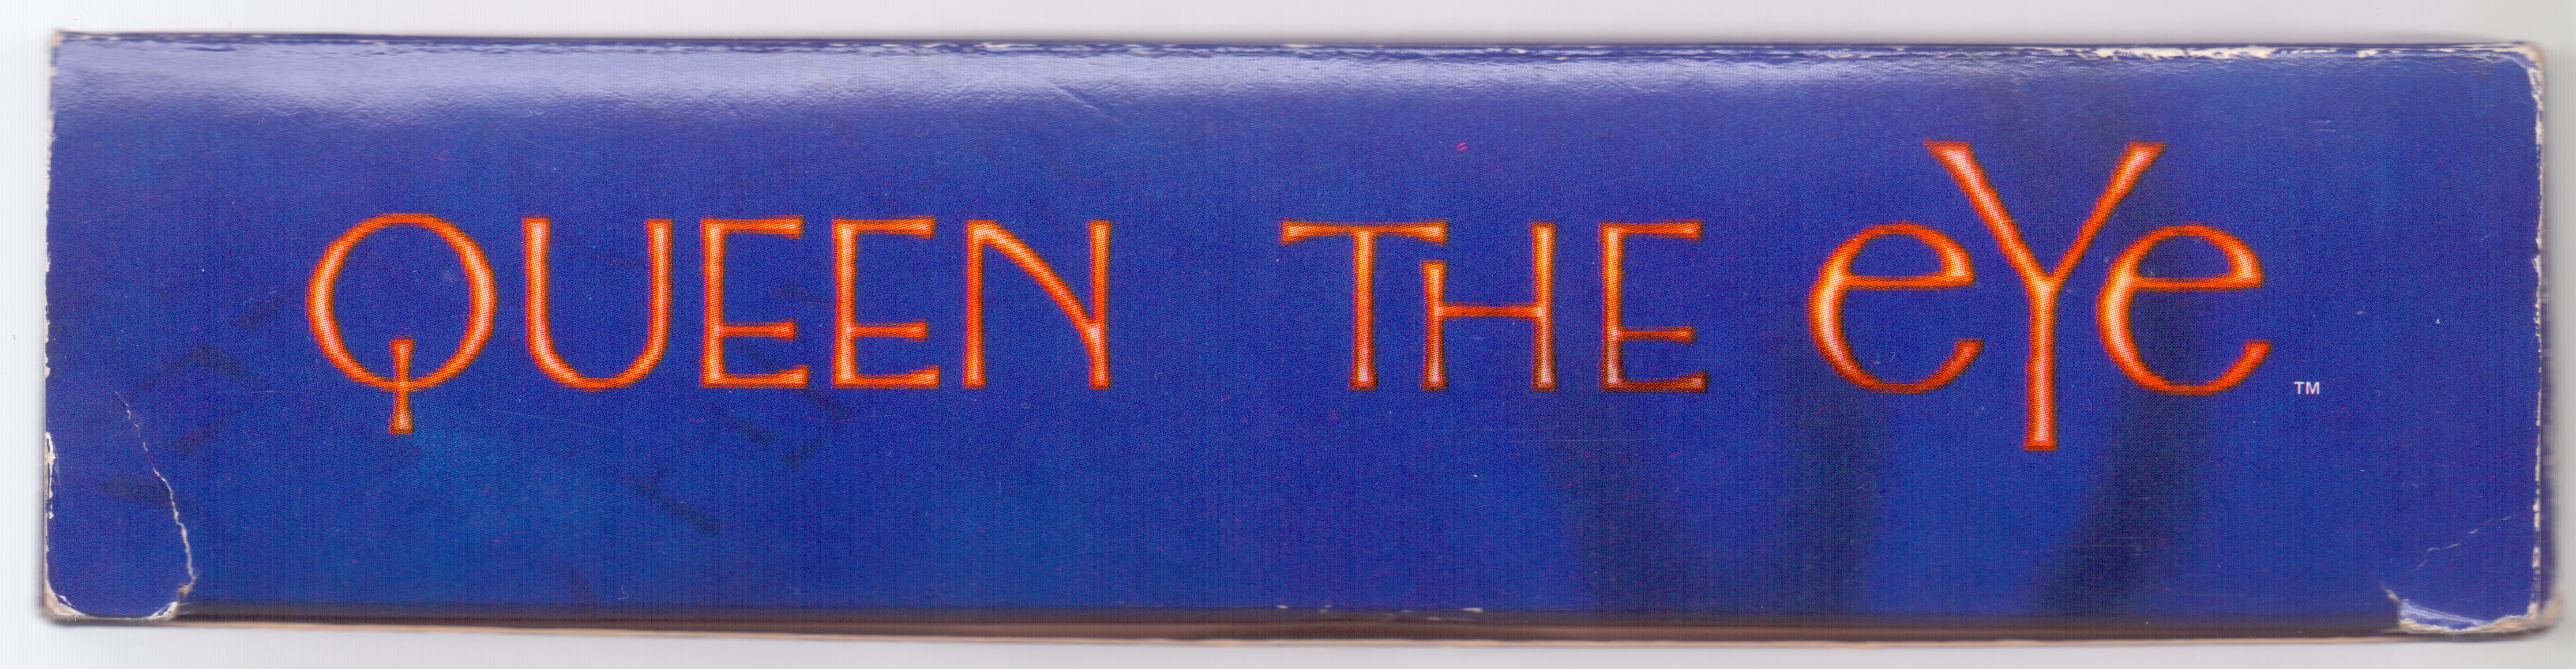 QUEEN THE eYe ™